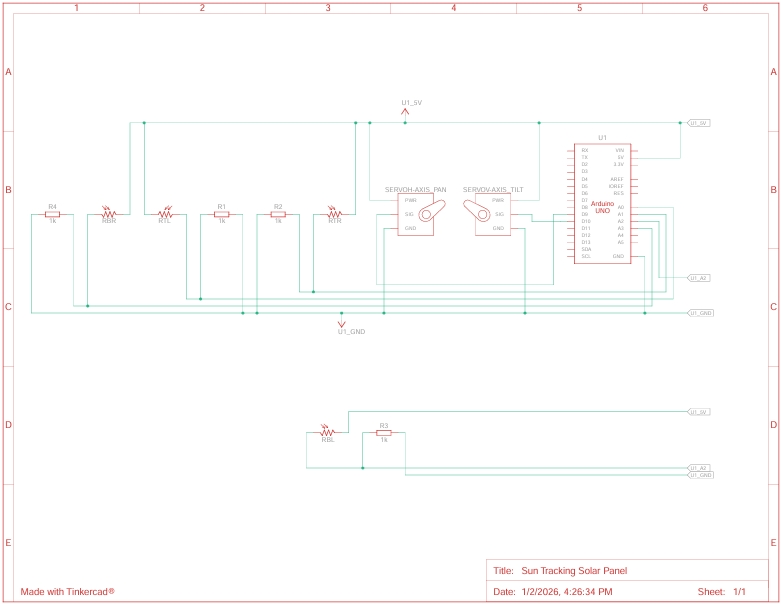 1 2 3 4 5 6
A A
U1_5V
U1_5V
U1
RX VIN
TX 5V
D2 3.3V
D3
D4 AREF
D5 IOREF
D6 RES
D7
D8 A0
D9 A1
D10 A2
D11 A3
D12 A4
D13 A5
SDA
SCL GND
Arduino
UNO
B B
SERVOH-AXIS_PAN SERVOV-AXIS_TILT
PWR PWR
SIG SIG
GND GND
R4 R1 R2
1k RBR RTL 1k 1k RTR
U1_A2
C C
U1_GND
U1_GND
U1_5V
D D
R3
RBL 1k
U1_A2
U1_GND
E E
Title: Sun Tracking Solar Panel
Made with Tinkercad® Date: 1/2/2026, 4:26:34 PM Sheet: 1/1